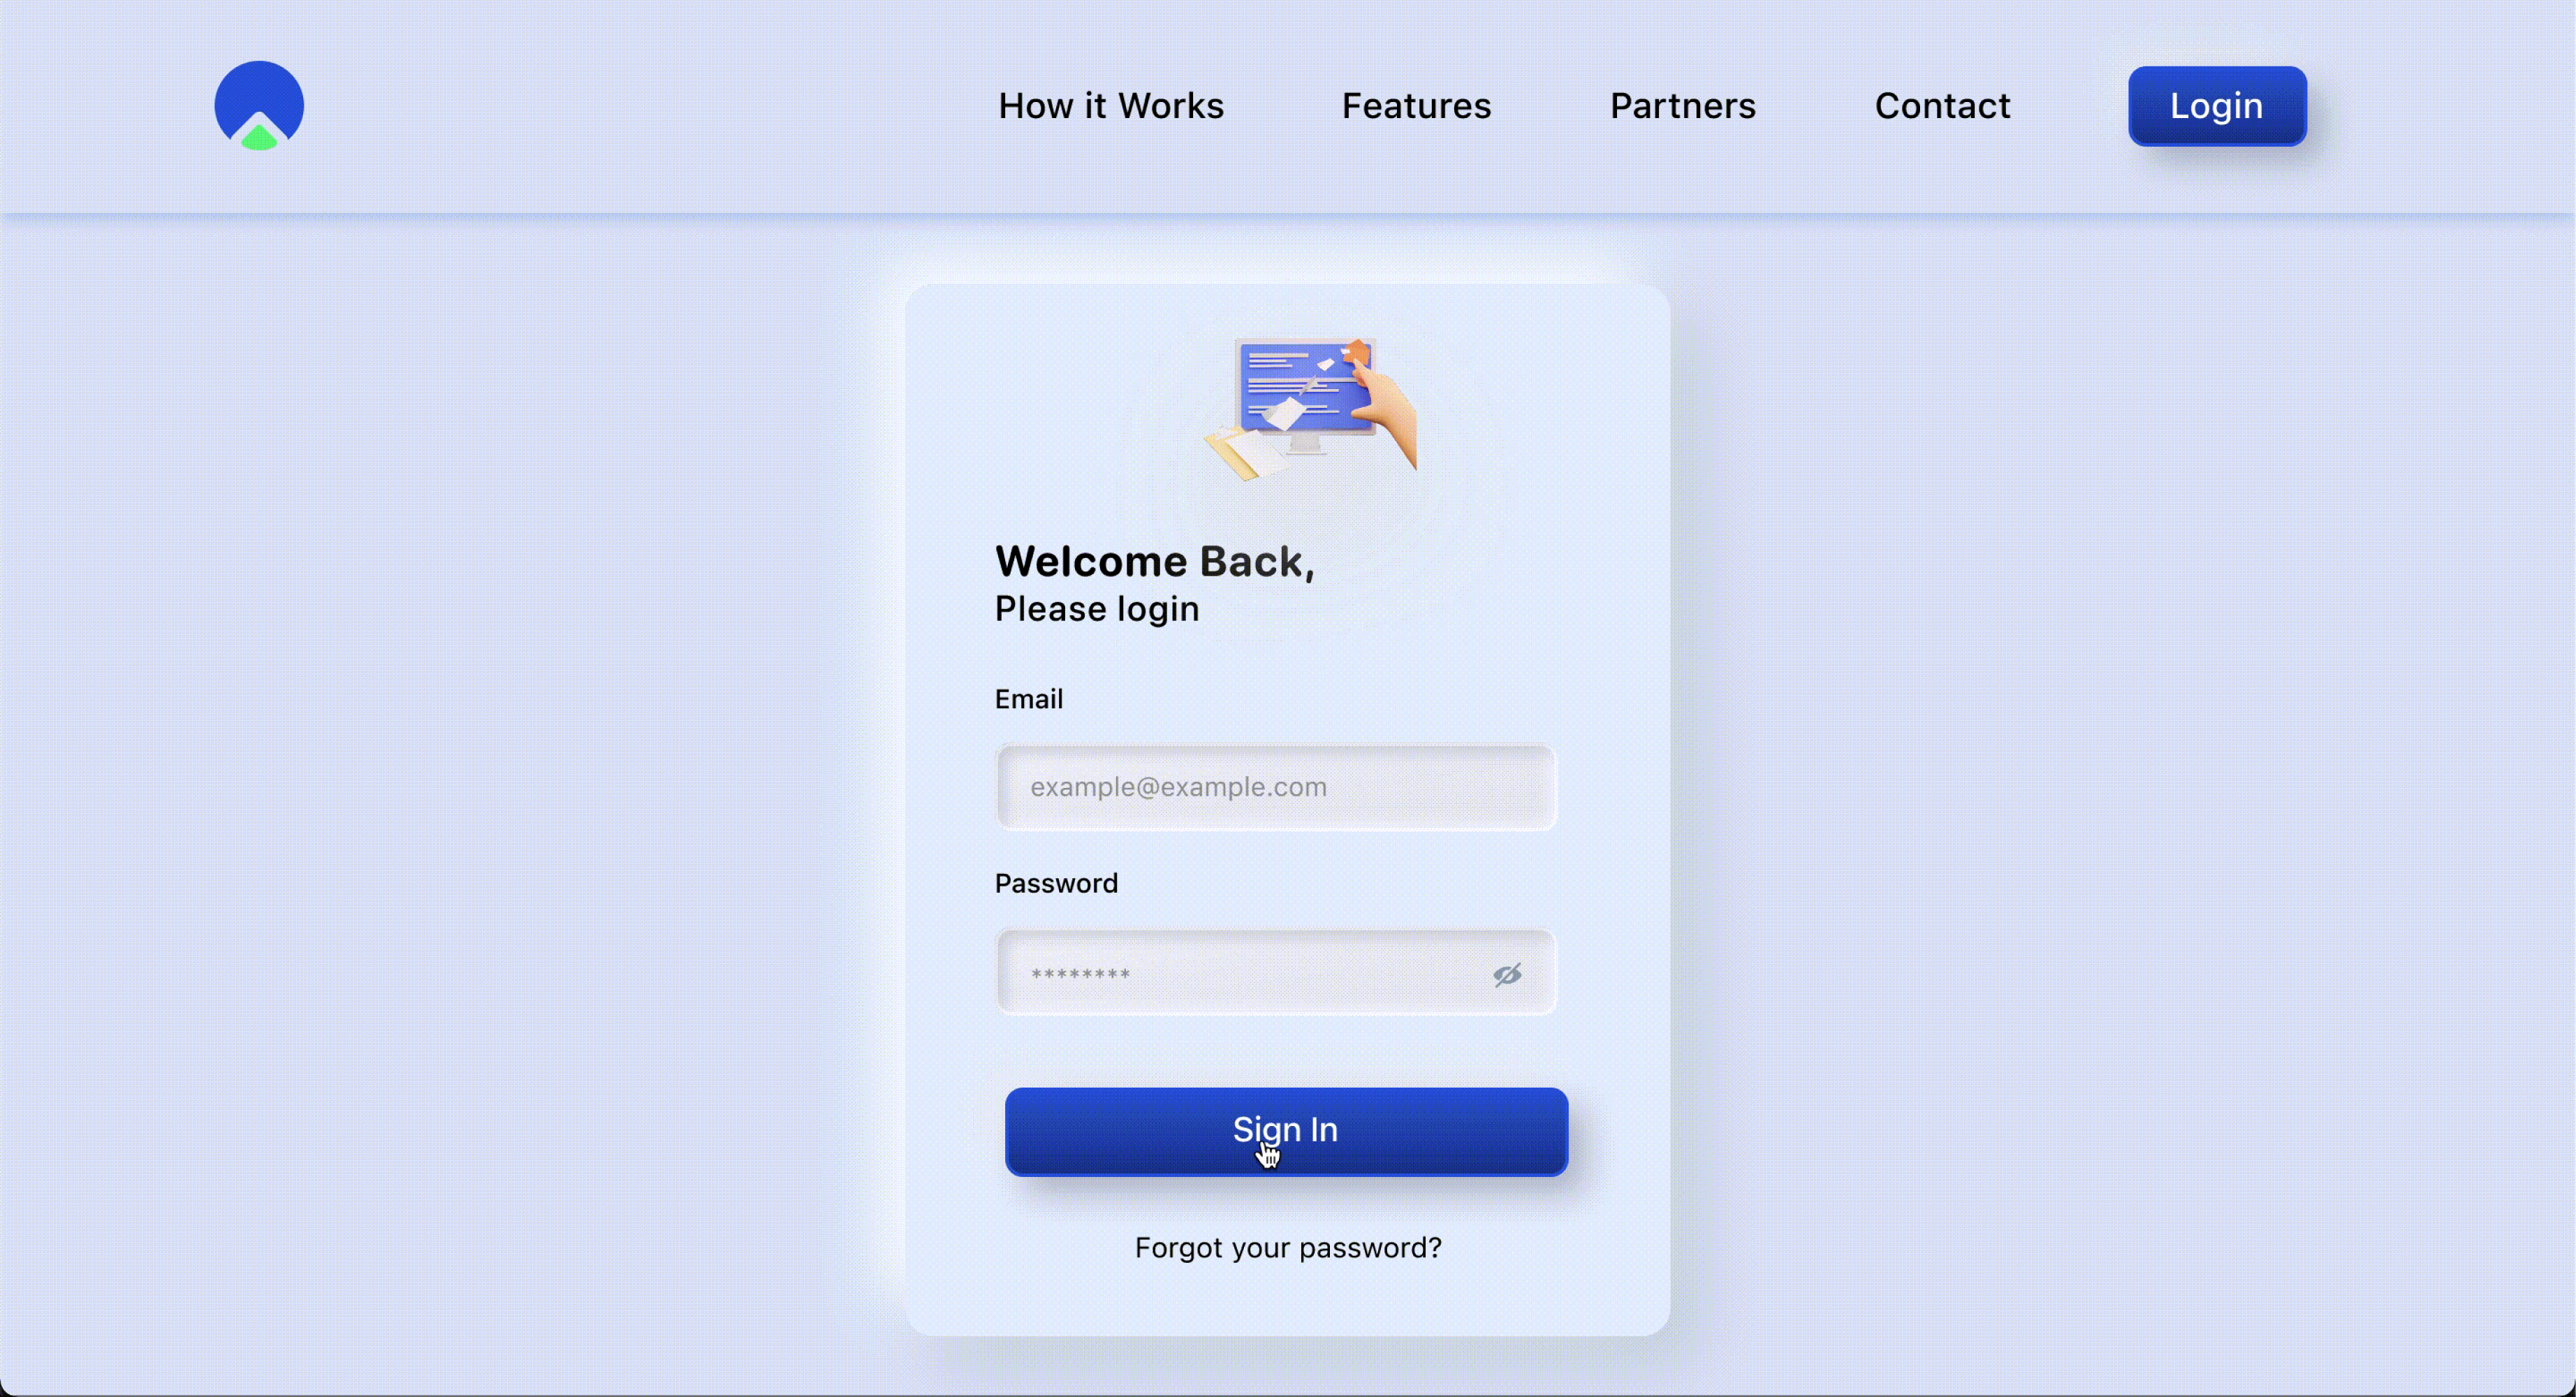 How it Works Features Partners Contact Login
Welcome Back,
Please login
Email
example@example.com
Password
********
Sign In
Forgot your password?